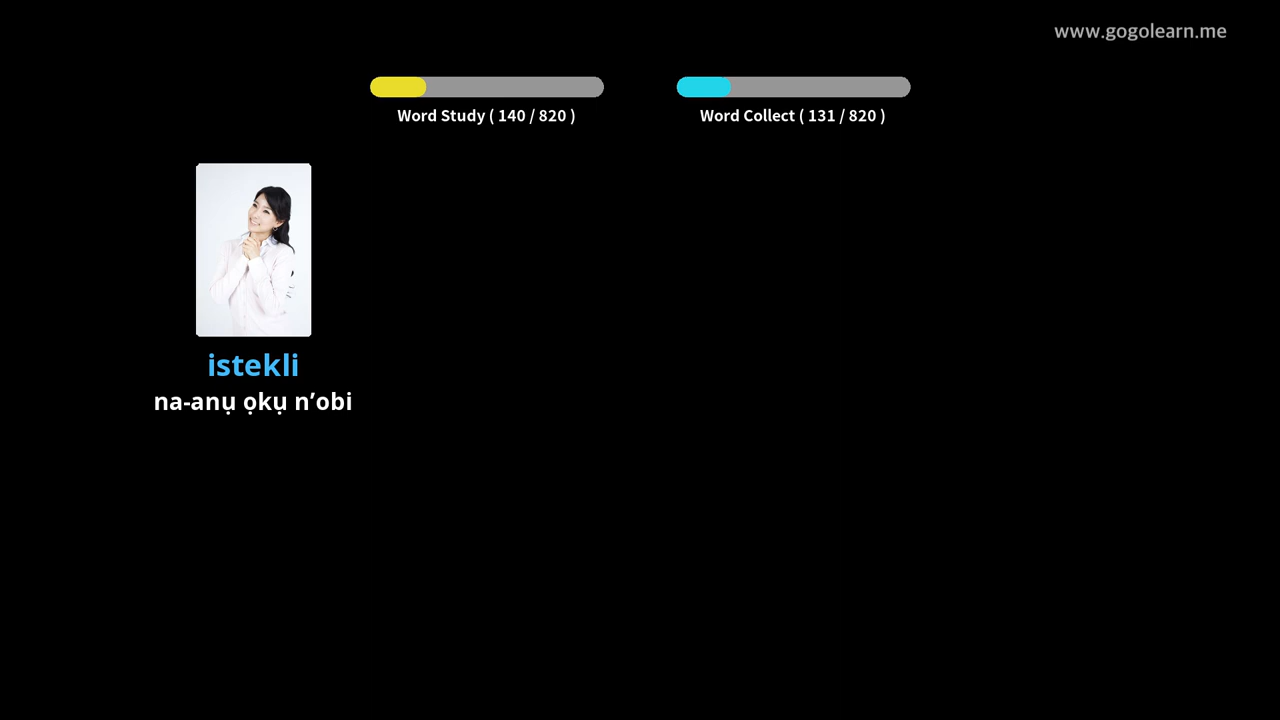 www.gogolearn.me
Word Study ( 140 / 820 )
Word Collect ( 131 / 820 )
istekli
na-anụ ọkụ n’obi